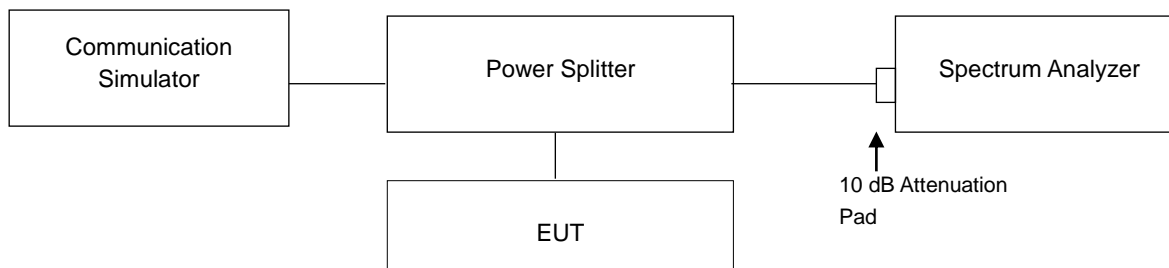 Communication
Simulator
Power Splitter
Spectrum Analyzer
10 dB Attenuation
Pad
EUT